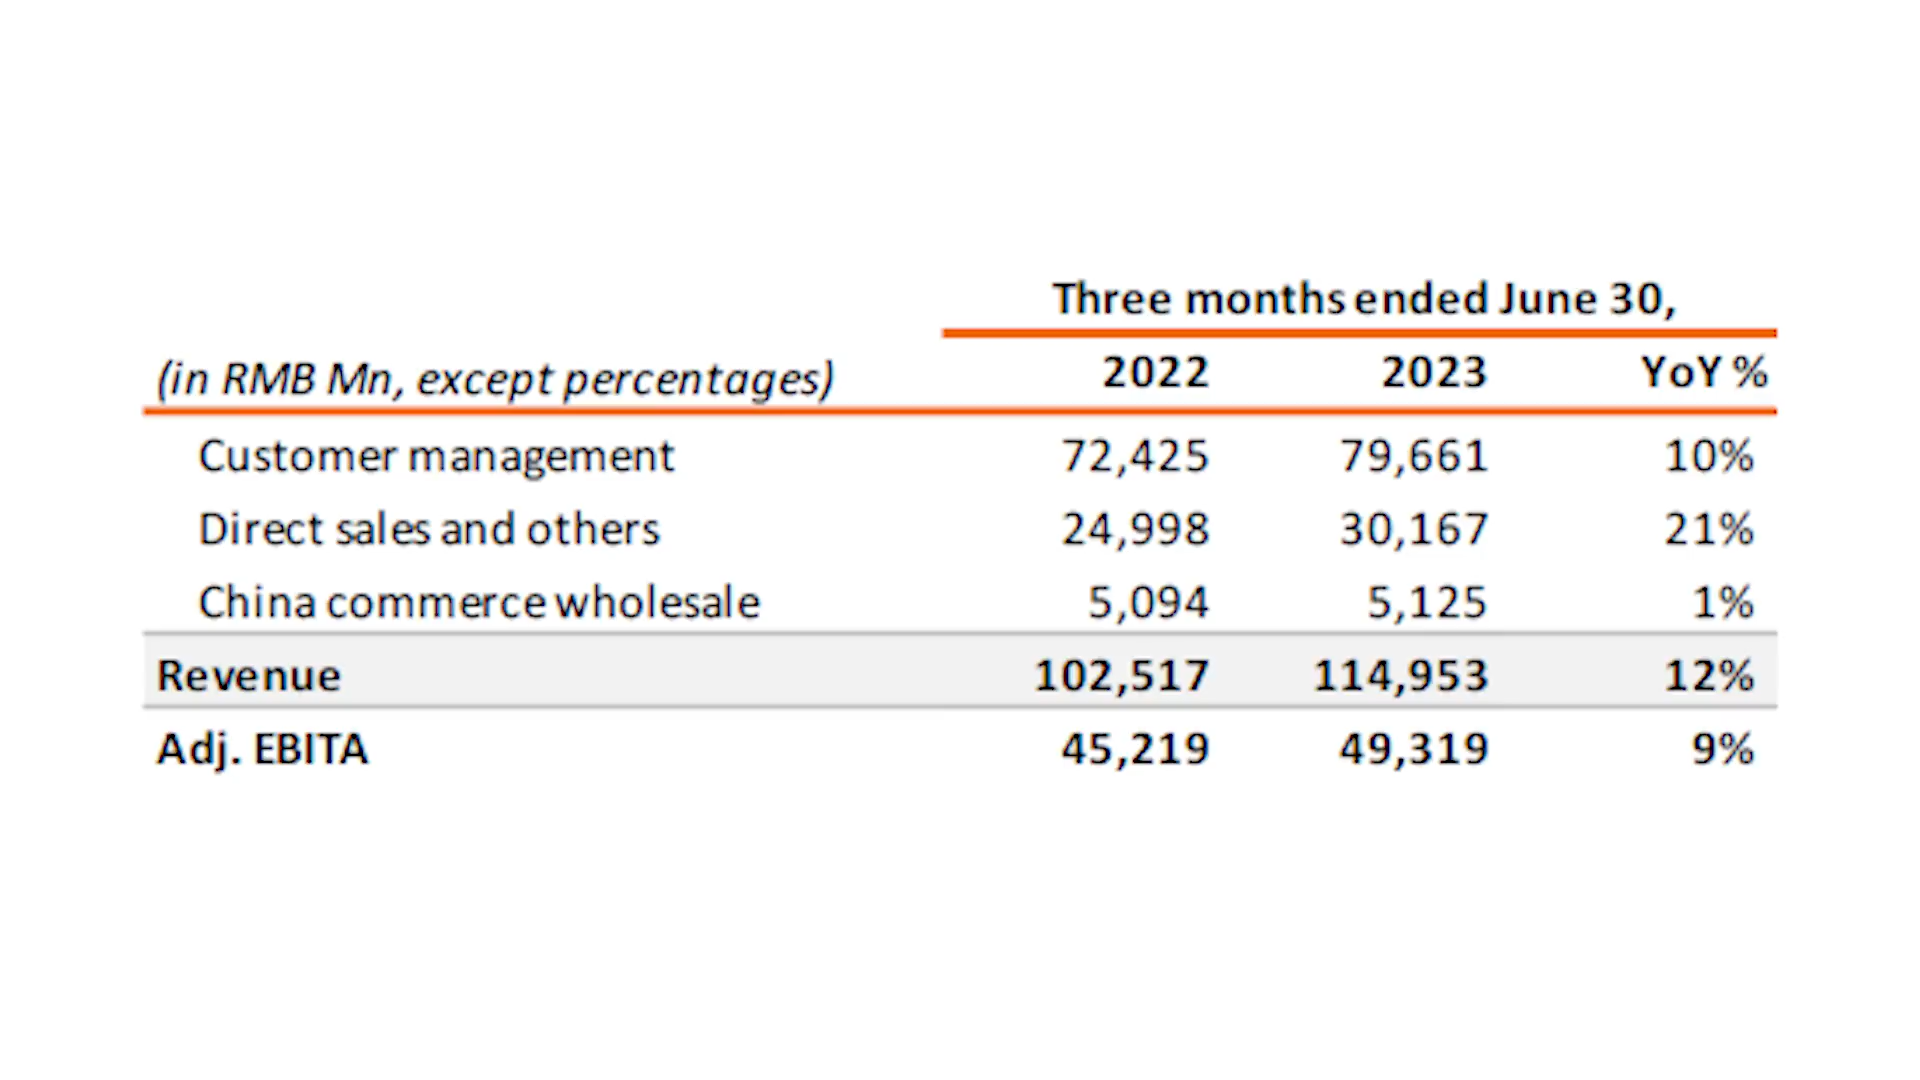 Three months ended June 30,
(in RMB Mn, except percentages) 2022 2023 YoY %
Customer management 72,425 79,661 10%
Direct sales and others 24,998 30,167 21%
China commerce wholesale 5,094 5,125 1%
Revenue 102,517 114,953 12%
Adj. EBITA 45,219 49,319 9%